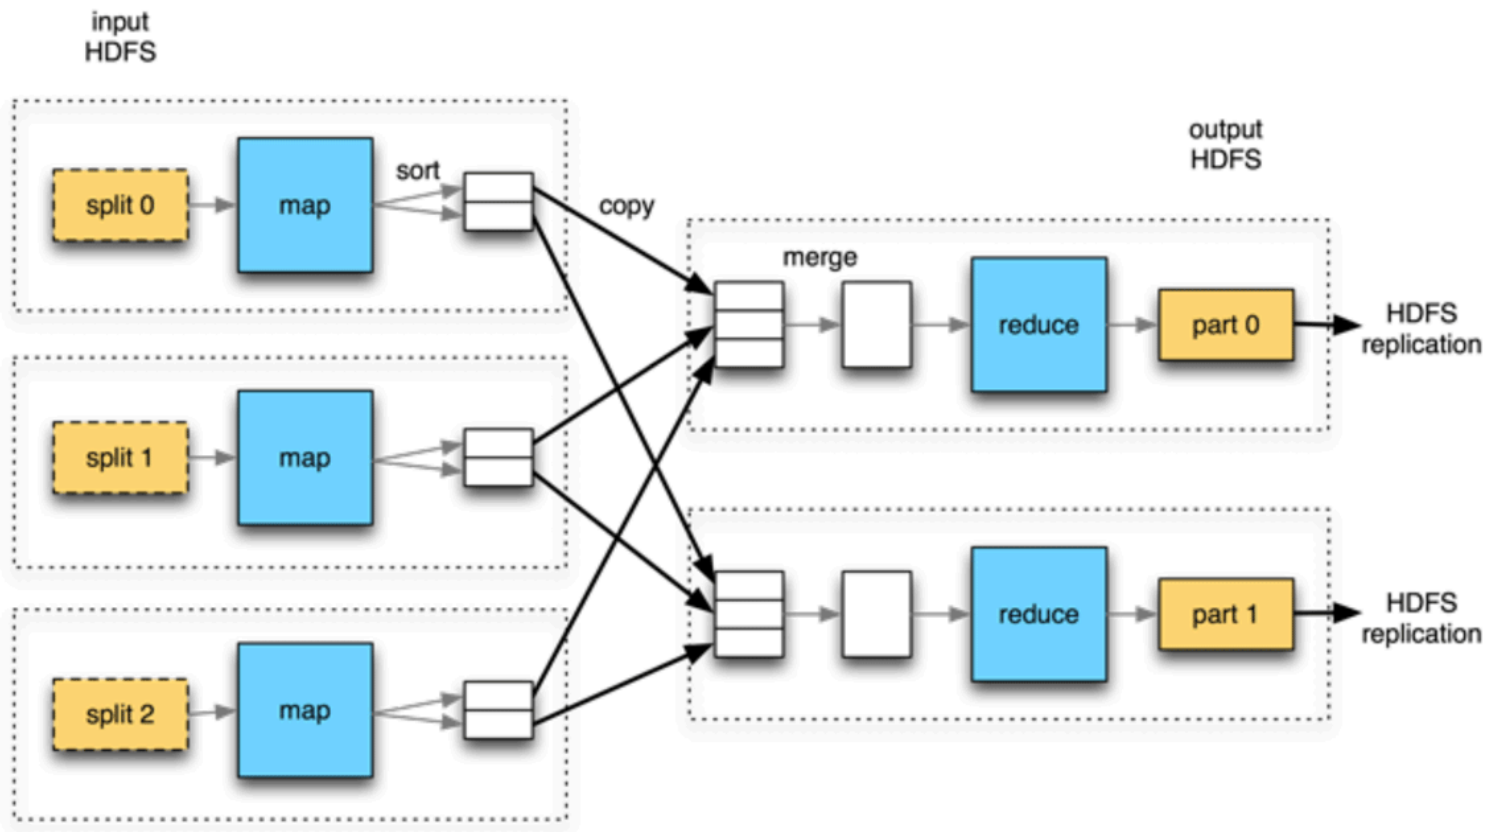 input
HDFS
output
HDFS
split 0
map
sort
copy
merge
reduce
part 0
HDFS
replication
split 1
map
reduce
part 1
HDFS
replication
split 2
map